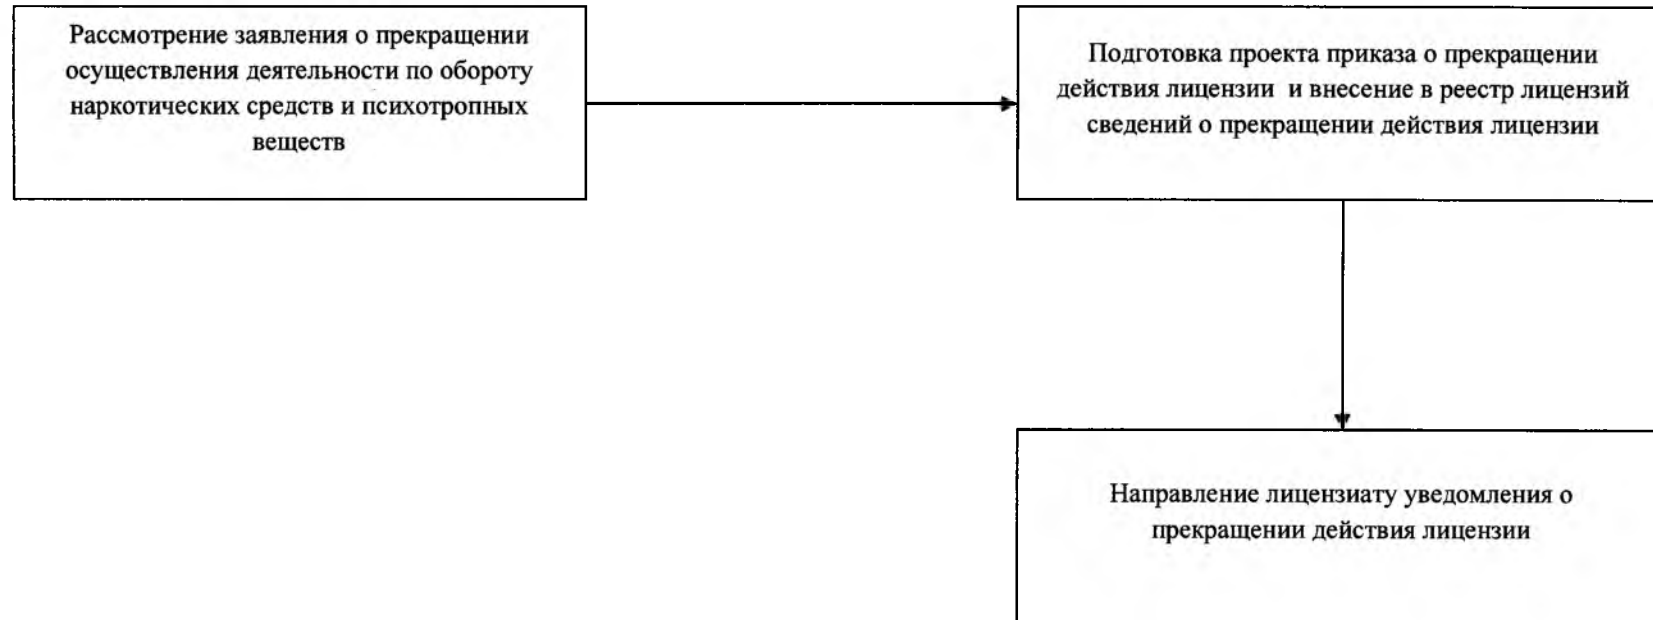 Рассмотрение заявления о прекращении
осуществления деятельности по обороту
наркотических средств и психотропных
веществ
Подготовка проекта приказа о прекращении
действия лицензии и внесение в реестр лицензий
сведений о прекращении действия лицензии
Направление лицензиату уведомления о
прекращении действия лицензии